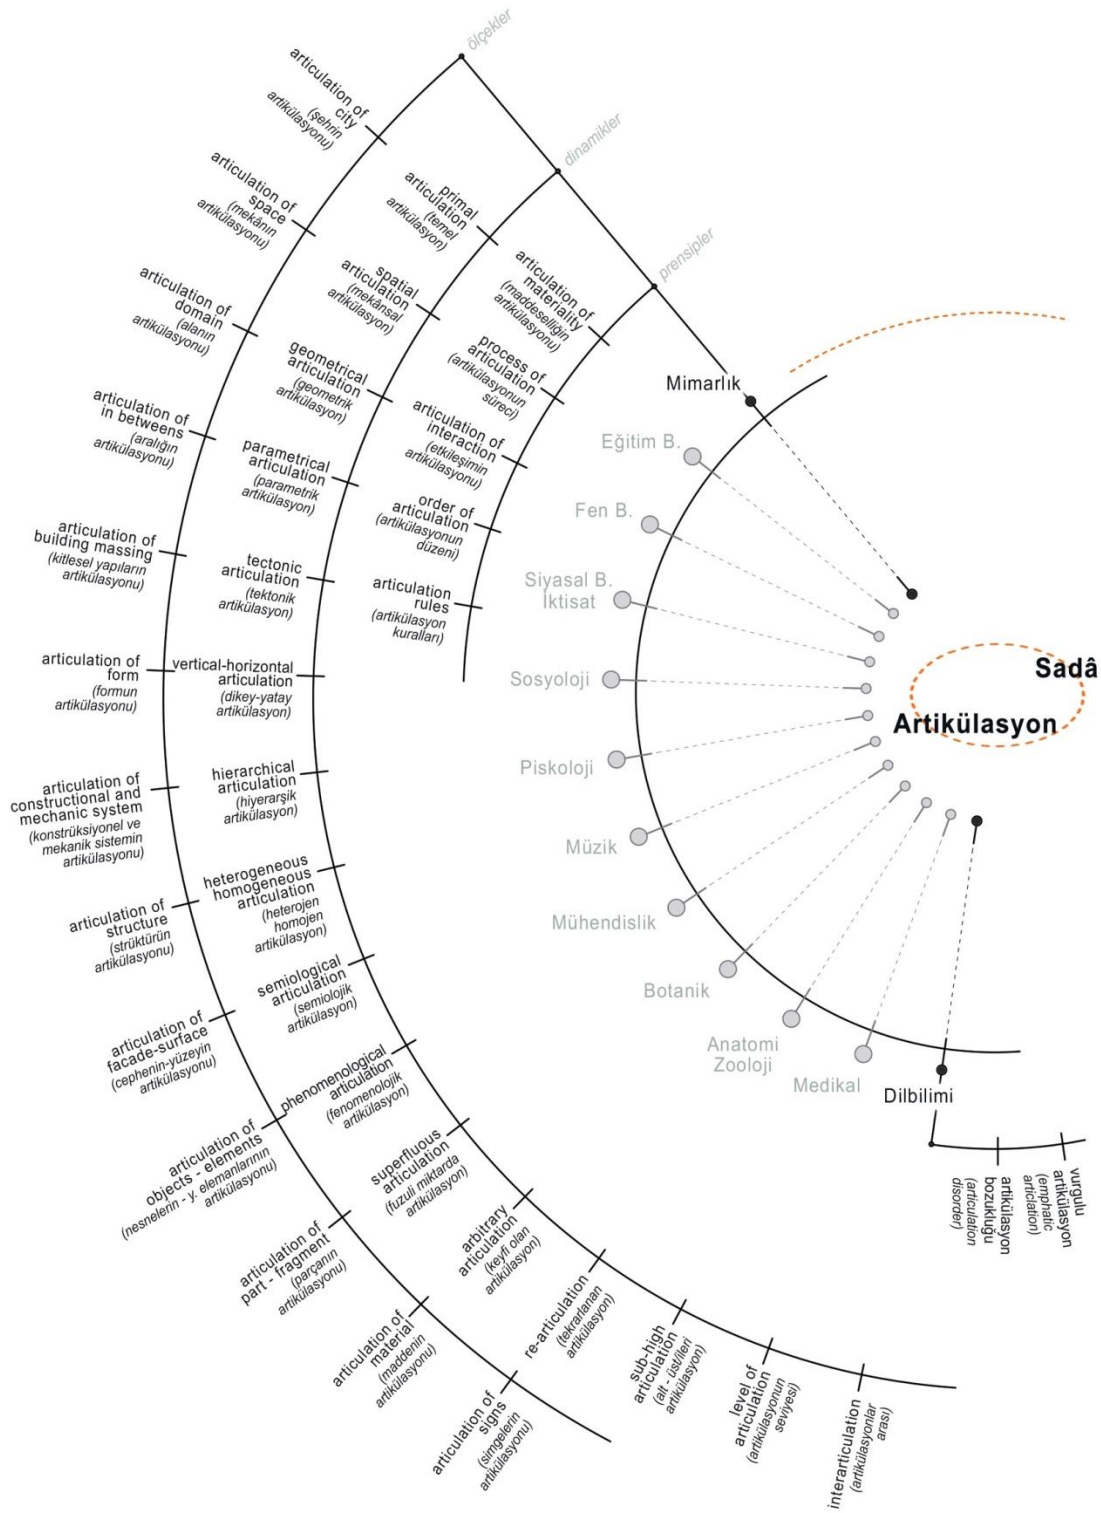 ölçekler
articulation of
city
(şehrin
artikülasyonu)
articulation of
space
(mekânın
artikülasyonu)
articulation of
domain
(alanın
artikülasyonu)
articulation of
in betweens
(aralığın
artikülasyonu)
articulation of
building massing
(kitlesel yapıların
artikülasyonu)
articulation of
form
(formun
artikülasyonu)
articulation of
constructional and
mechanic system
(konstrüksiyonel ve
mekanik sistemin
artikülasyonu)
articulation of
structure
(strüktürün
artikülasyonu)
articulation of
facade-surface
(cephenin-yüzeyin
artikülasyonu)
articulation of
objects - elements
(nesnelerin - y. elemanlarının
artikülasyonu)
articulation of
part - fragment
(parçanın
artikülasyonu)
articulation of
material
(maddenin
artikülasyonu)
articulation of
signs
(simgelerin
artikülasyonu)
dinamikler
primal
articulation
(temel
artikülasyon)
spatial
articulation
(mekânsal
artikülasyon)
geometrical
articulation
(geometrik
artikülasyon)
parametrical
articulation
(parametrik
artikülasyon)
tectonic
articulation
(tektonik
artikülasyon)
vertical-horizontal
articulation
(dikey-yatay
artikülasyon)
hierarchical
articulation
(hiyerarşik
artikülasyon)
heterogeneous
homogeneous
articulation
(heterojen
homojen
artikülasyon)
semiological
articulation
(semiolojik
artikülasyon)
phenomenological
articulation
(fenomenolojik
artikülasyon)
superfluous
articulation
(fuzuli miktarda
artikülasyon)
arbitrary
articulation
(keyfi olan
artikülasyon)
re-articulation
(tekrarlanan
artikülasyon)
sub-high
articulation
(alt - üst/ileri
artikülasyon)
level of
articulation
(artikülasyonun
seviyesi)
interarticulation
(artikülasyonlar
arası)
prensipler
articulation of
materiality
(maddeselliğin
artikülasyonu)
process of
articulation
(artikülasyonun
süreci)
articulation of
interaction
(etkileşimin
artikülasyonu)
order of
articulation
(artikülasyonun
düzeni)
articulation
rules
(artikülasyon
kuralları)
Mimarlık
Eğitim B.
Fen B.
Siyasal B.
İktisat
Sosyoloji
Piskoloji
Müzik
Mühendislik
Botanik
Anatomi
Zooloji
Medikal
Dilbilimi
Sadâ
Artikülasyon
vurgulu
artikülasyon
(emphatic
articlation)
artikülasyon
bozukluğu
(articulation
disorder)